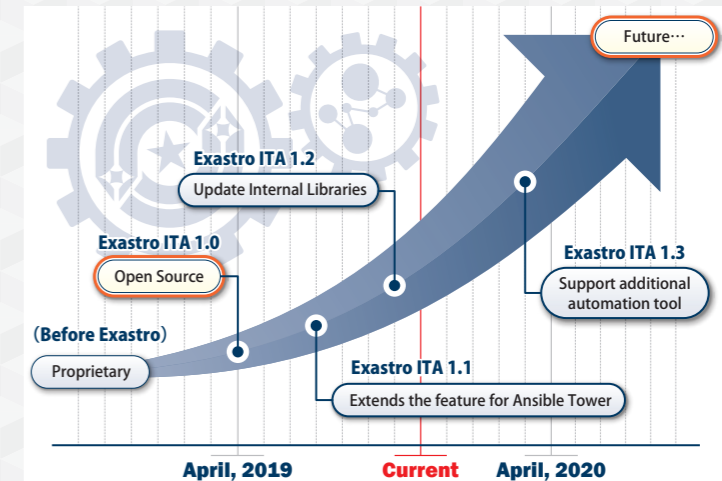 Future…
Exastro ITA 1.2
Update Internal Libraries
Exastro ITA 1.0
Open Source
Exastro ITA 1.3
Support additional
automation tool
(Before Exastro)
Proprietary
Exastro ITA 1.1
Extends the feature for Ansible Tower
April, 2019
Current
April, 2020